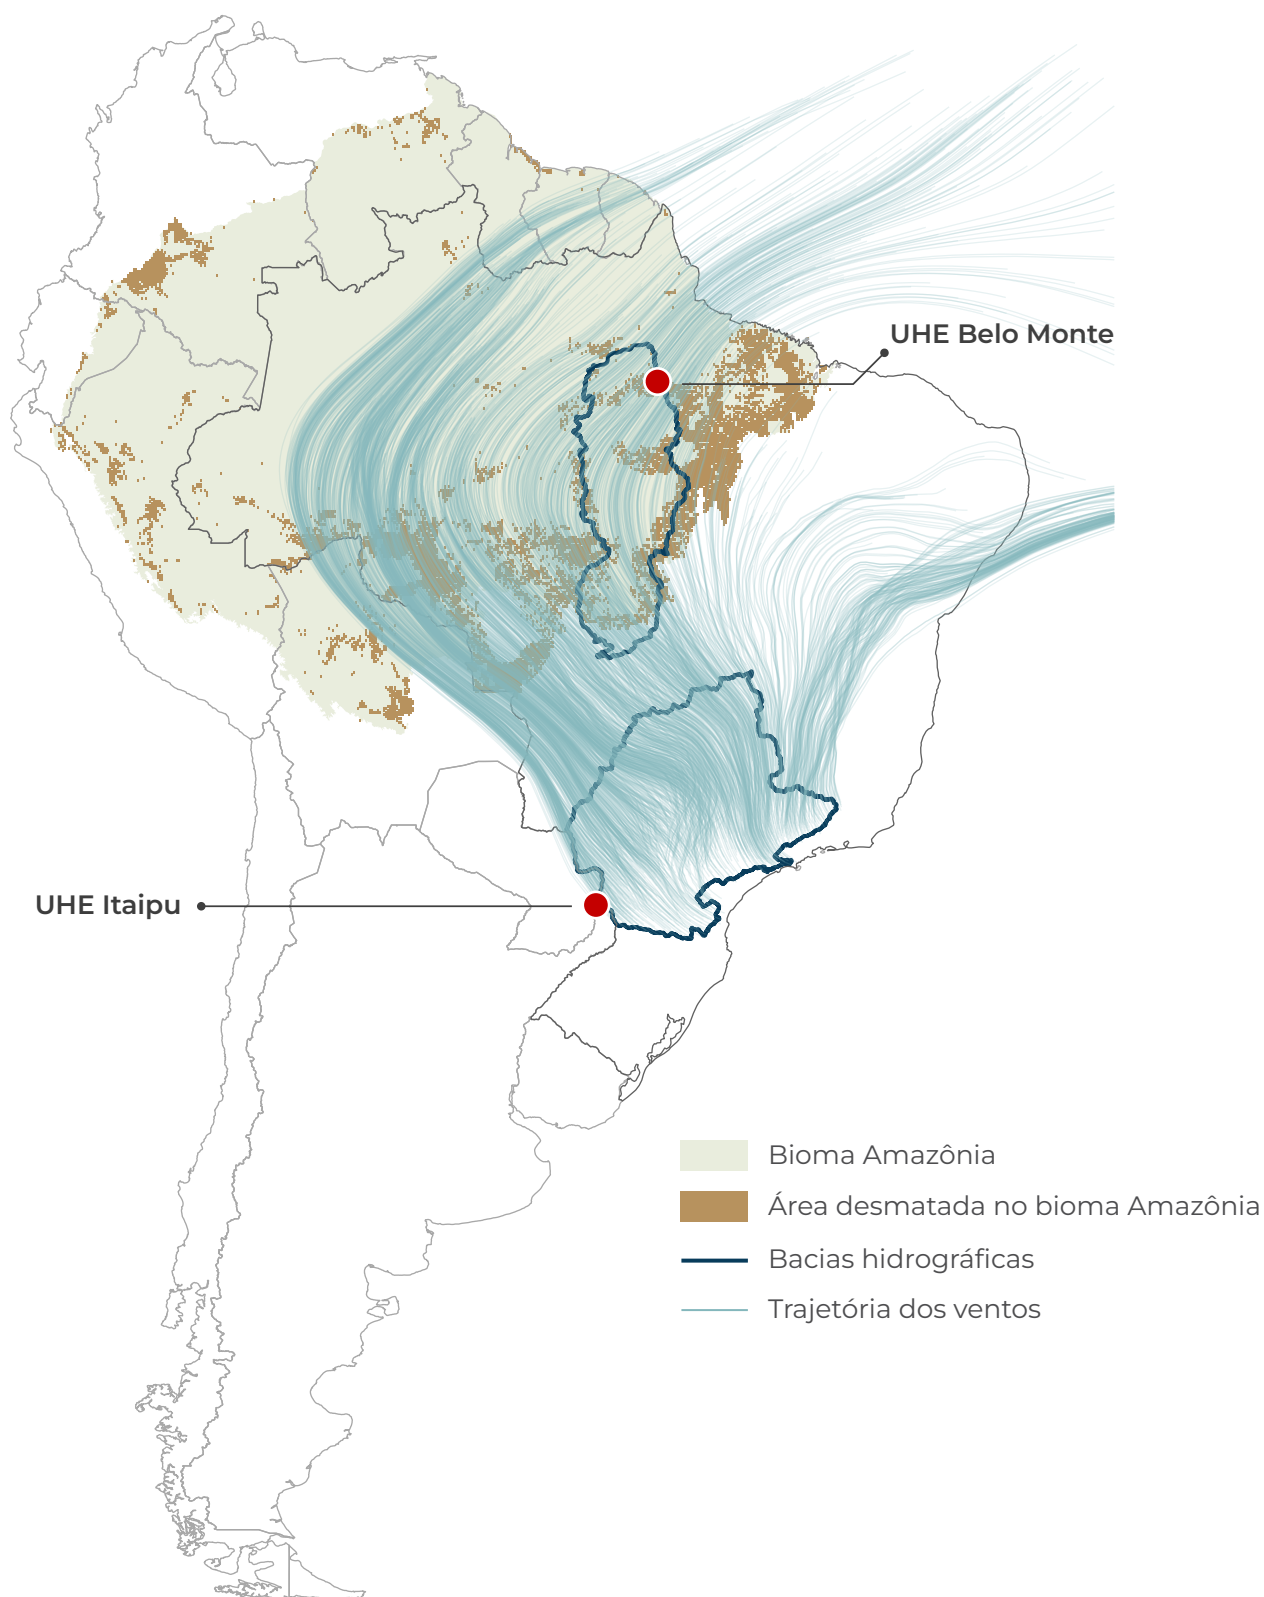 UHE Belo Monte
UHE Itaipu
Bioma Amazônia
Área desmatada no bioma Amazônia
Bacias hidrográficas
Trajetória dos ventos